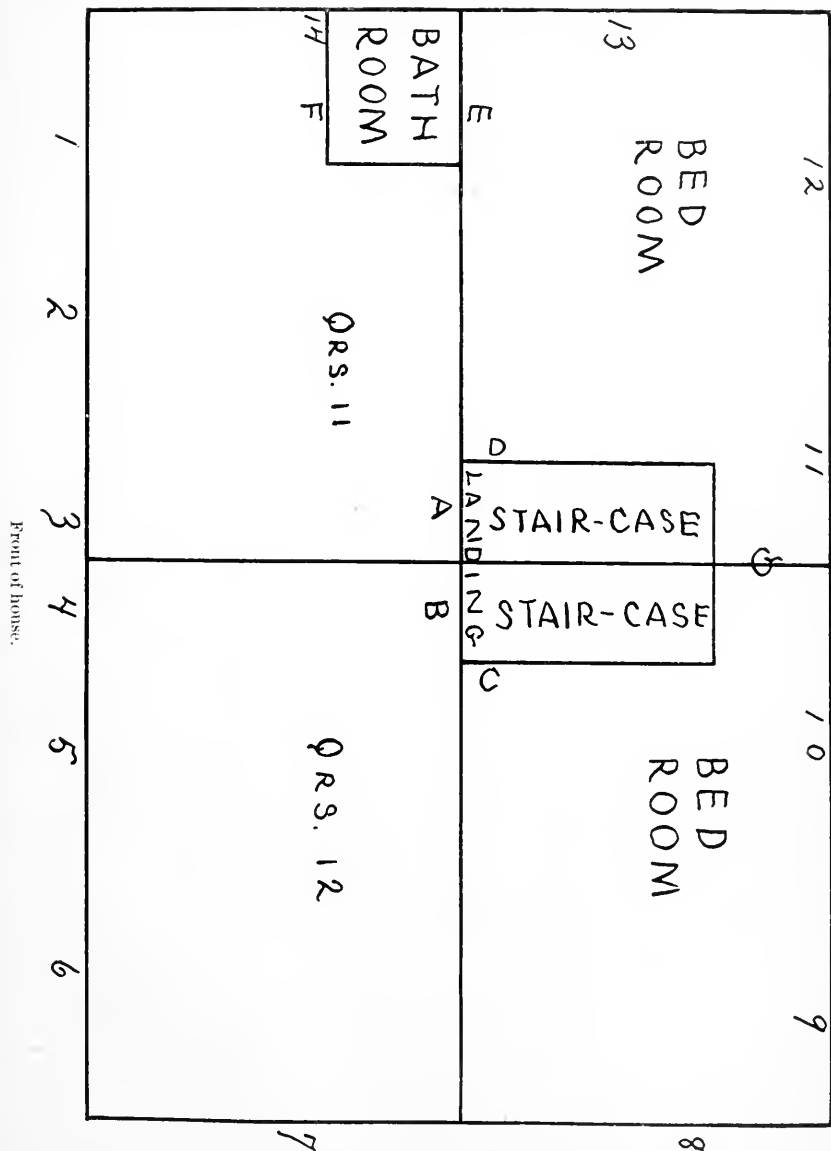 14
BATH
ROOM
F
E
13
BED
ROOM
12
1
2
QRS. 11
D
11
3
A
LANDING
STAIR-CASE
4
B
STAIR-CASE
C
10
5
QRS. 12
BED
ROOM
6
9
7
8
Front of house.